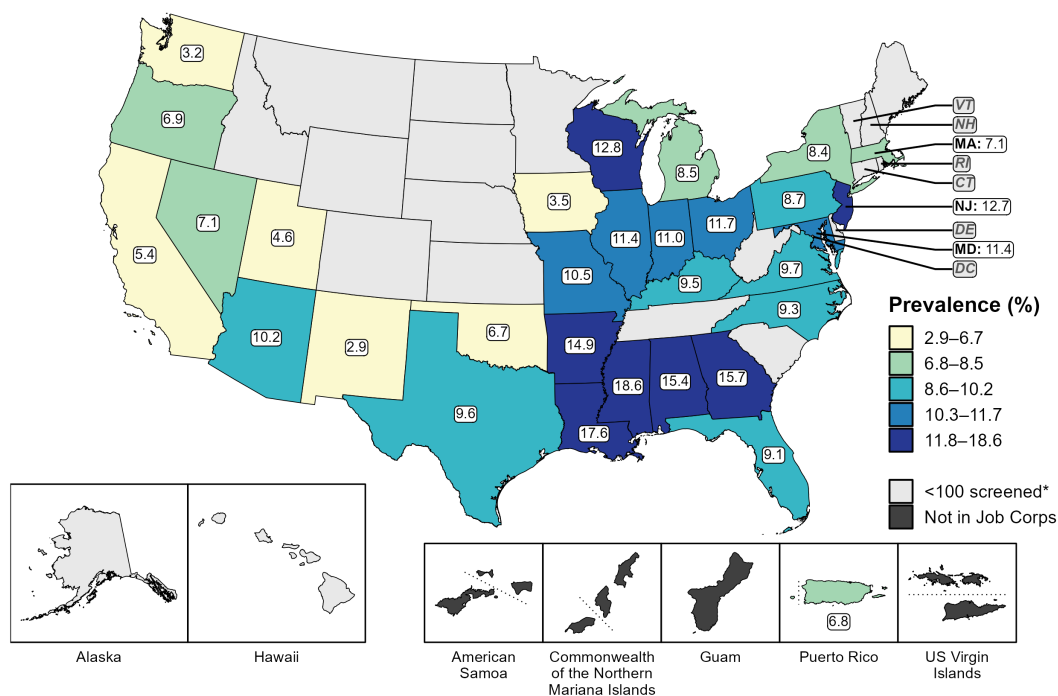 3.2
6.9
5.4
7.1
4.6
10.2
2.9
6.7
9.6
3.5
10.5
14.9
17.6
12.8
11.4
11.0
11.7
8.5
9.5
18.6
15.4
15.7
9.1
9.3
9.7
8.7
8.4
VT
NH
MA: 7.1
RI
CT
NJ: 12.7
DE
MD: 11.4
DC
Prevalence (%)
2.9–6.7
6.8–8.5
8.6–10.2
10.3–11.7
11.8–18.6
<100 screened*
Not in Job Corps
Alaska
Hawaii
American
Samoa
Commonwealth
of the Northern
Mariana Islands
Guam
6.8
Puerto Rico
US Virgin
Islands